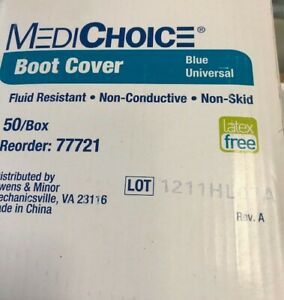 MEDICHOICE®
Boot Cover
Blue
Universal
Fluid Resistant • Non-Conductive • Non-Skid
50/Box
Reorder: 77721
latex
free
istributed by
wens & Minor
echanicsville, VA 23116
ade in China
LOT
Rev. A